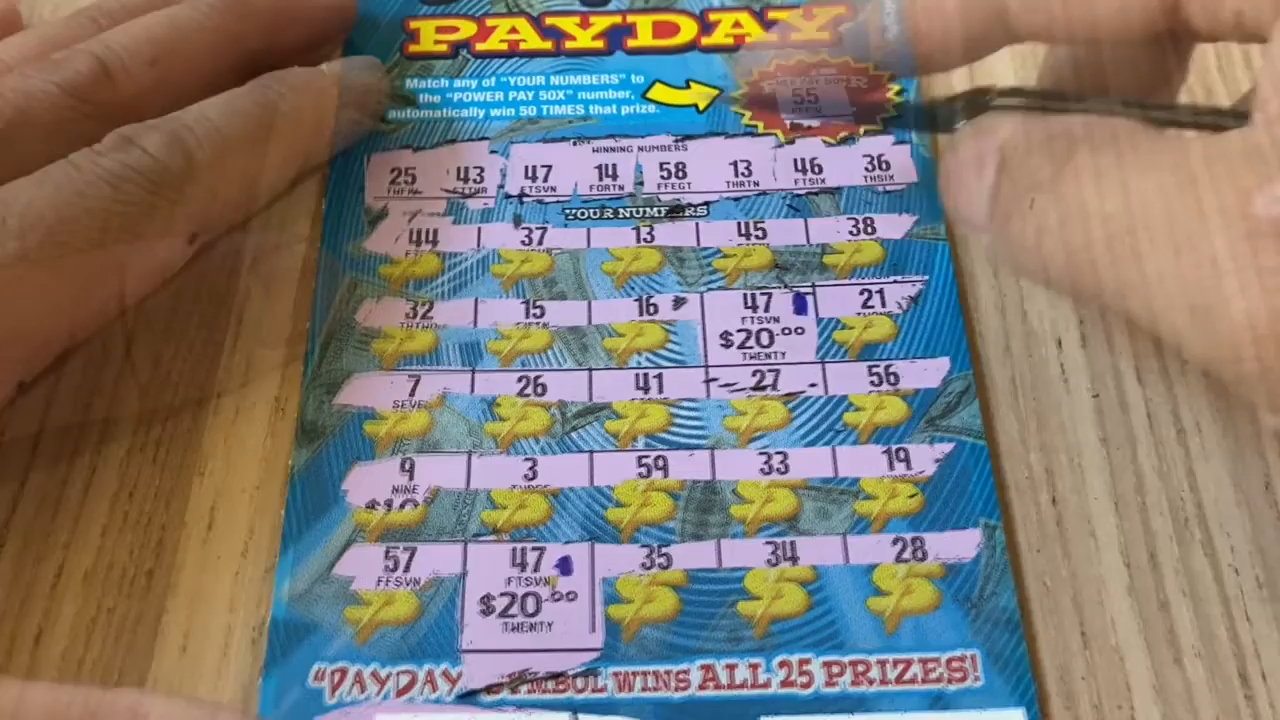 PAYDAY
Match any of "YOUR NUMBERS" to
the "POWER PAY 50X" number,
automatically win 50 TIMES that prize.
55
WINNING NUMBERS
25 43 47 14 58 13 46 36
FTSVN FORTN FFEGT THRTN FTSIX THSIX
YOUR NUMBERS
44 37 13 45 38
32 15 16 47 21
FTSVN
$20.00
TWENTY
7 26 41 27 56
9 3 59 33 19
NINE
$10
57 47 35 34 28
FFSVN FTSVN
$20.00
TWENTY
"PAYDAY SYMBOL WINS ALL 25 PRIZES!